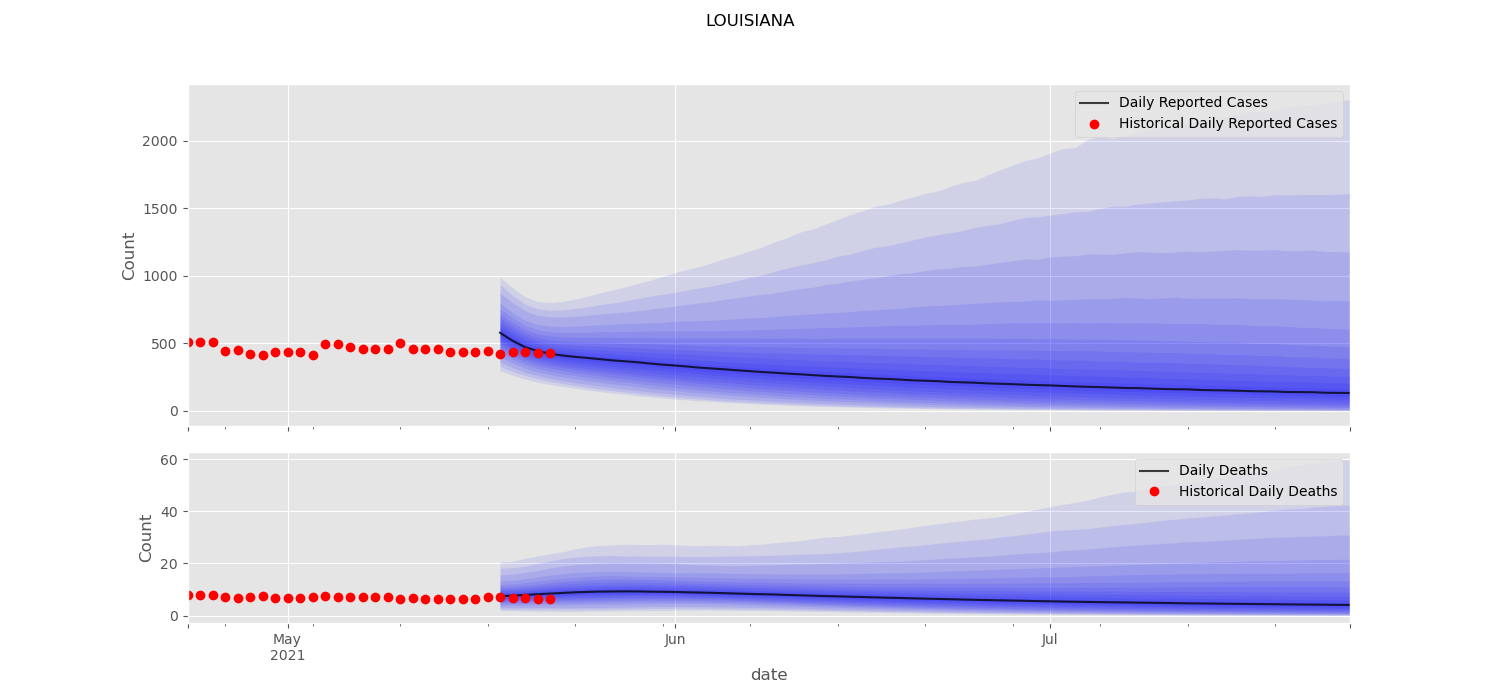 LOUISIANA
Daily Reported Cases
Historical Daily Reported Cases
2000
1500
1000
500
0
Count
Daily Deaths
Historical Daily Deaths
60
40
20
0
Count
May
2021
Jun
Jul
date